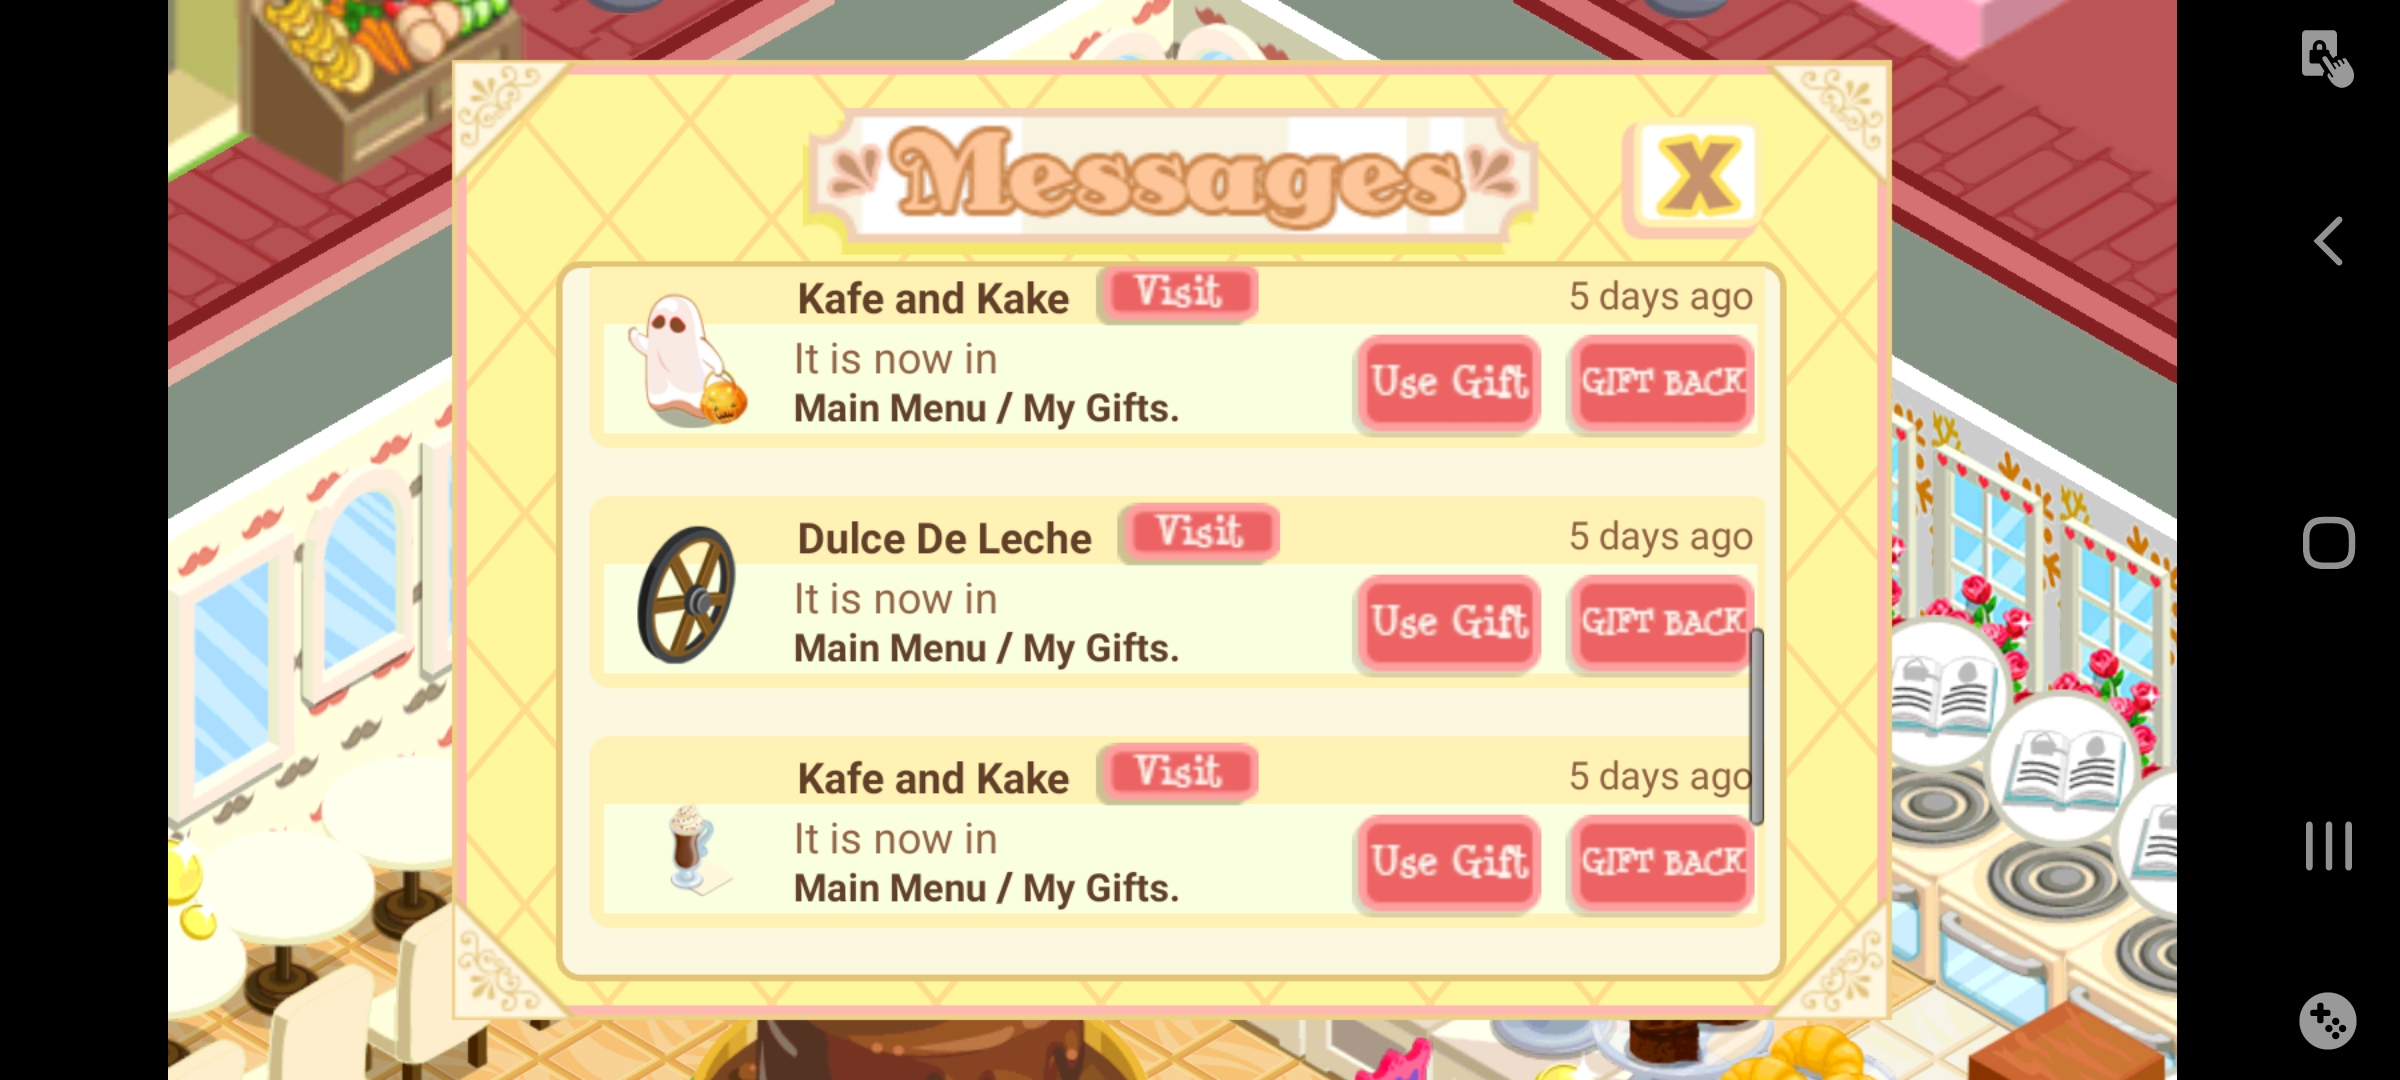 Messages
X
Kafe and Kake Visit 5 days ago
It is now in
Main Menu / My Gifts.
Use Gift GIFT BACK
Dulce De Leche Visit 5 days ago
It is now in
Main Menu / My Gifts.
Use Gift GIFT BACK
Kafe and Kake Visit 5 days ago
It is now in
Main Menu / My Gifts.
Use Gift GIFT BACK